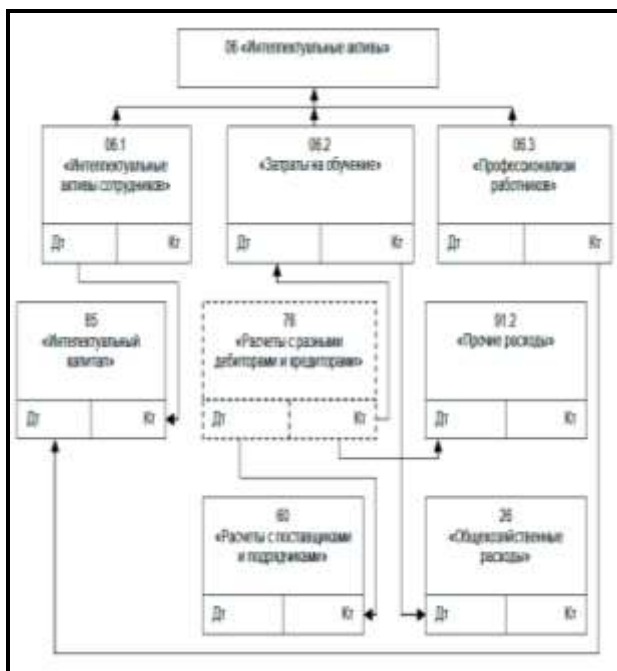 06 «Интеллектуальные активы»
06.1
«Интеллектуальные
активы сотрудников»
Дт Кт
06.2
«Затраты на обучение»
Дт Кт
06.3
«Профессионализм
работников»
Дт Кт
85
«Интелектуальный
капитал»
Дт Кт
76
«Расчеты с разными
дебиторами и кредиторами»
Дт Кт
91.2
«Прочие расходы»
Дт Кт
60
«Расчеты с поставщиками
и подрядчиками»
Дт Кт
26
«Общехозяйственные
расходы»
Дт Кт